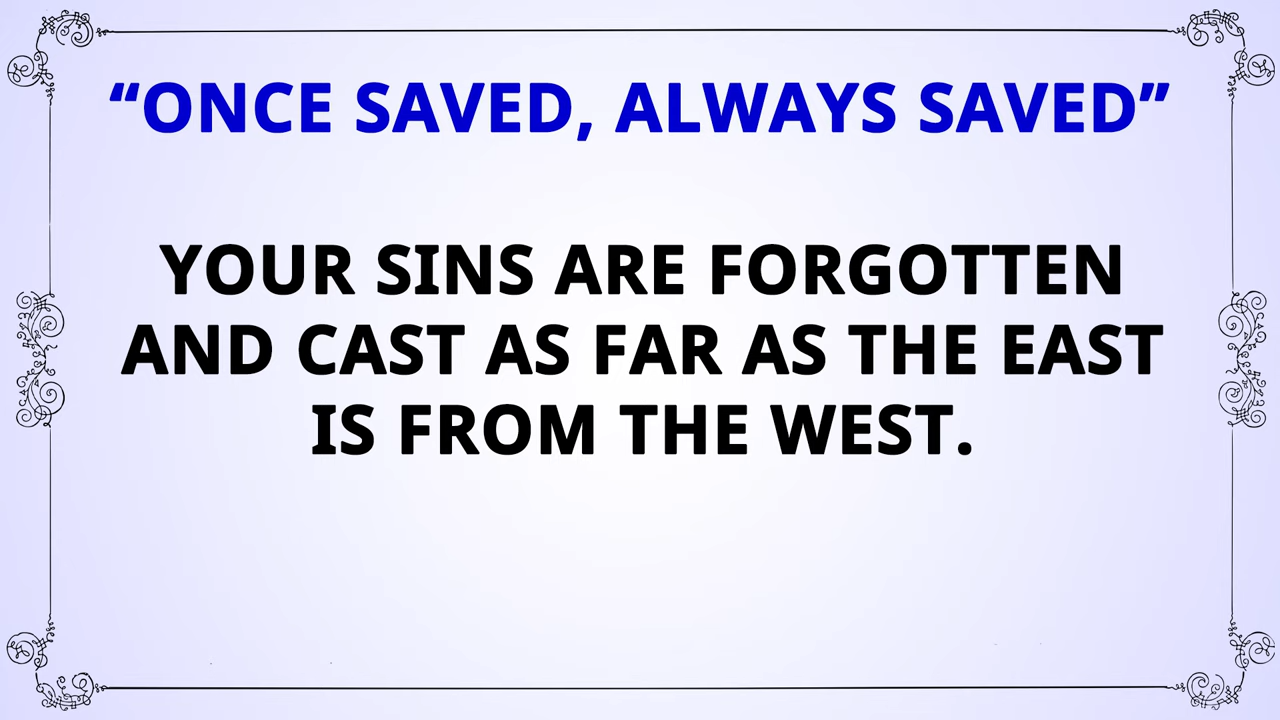 “ONCE SAVED, ALWAYS SAVED”
YOUR SINS ARE FORGOTTEN
AND CAST AS FAR AS THE EAST
IS FROM THE WEST.